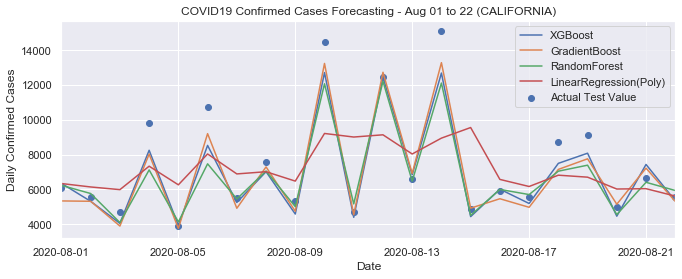 COVID19 Confirmed Cases Forecasting - Aug 01 to 22 (CALIFORNIA)
XGBoost
GradientBoost
RandomForest
LinearRegression(Poly)
Actual Test Value
Daily Confirmed Cases
14000
12000
10000
8000
6000
4000
2020-08-01
2020-08-05
2020-08-09
2020-08-13
2020-08-17
2020-08-21
Date